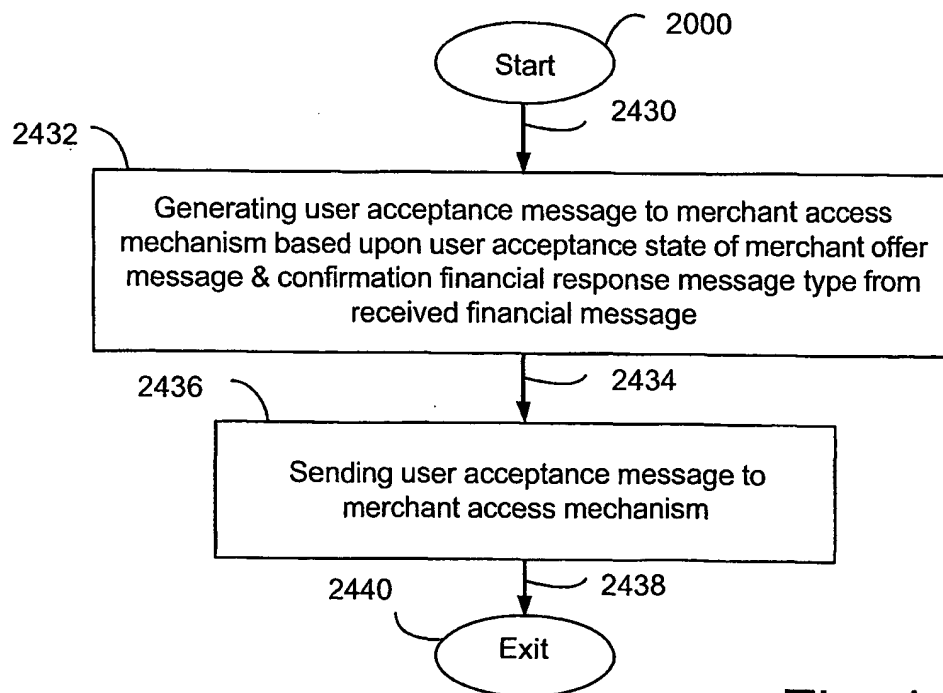 2000
Start
2430
2432
Generating user acceptance message to merchant access
mechanism based upon user acceptance state of merchant offer
message & confirmation financial response message type from
received financial message
2434
2436
Sending user acceptance message to
merchant access mechanism
2438
2440
Exit